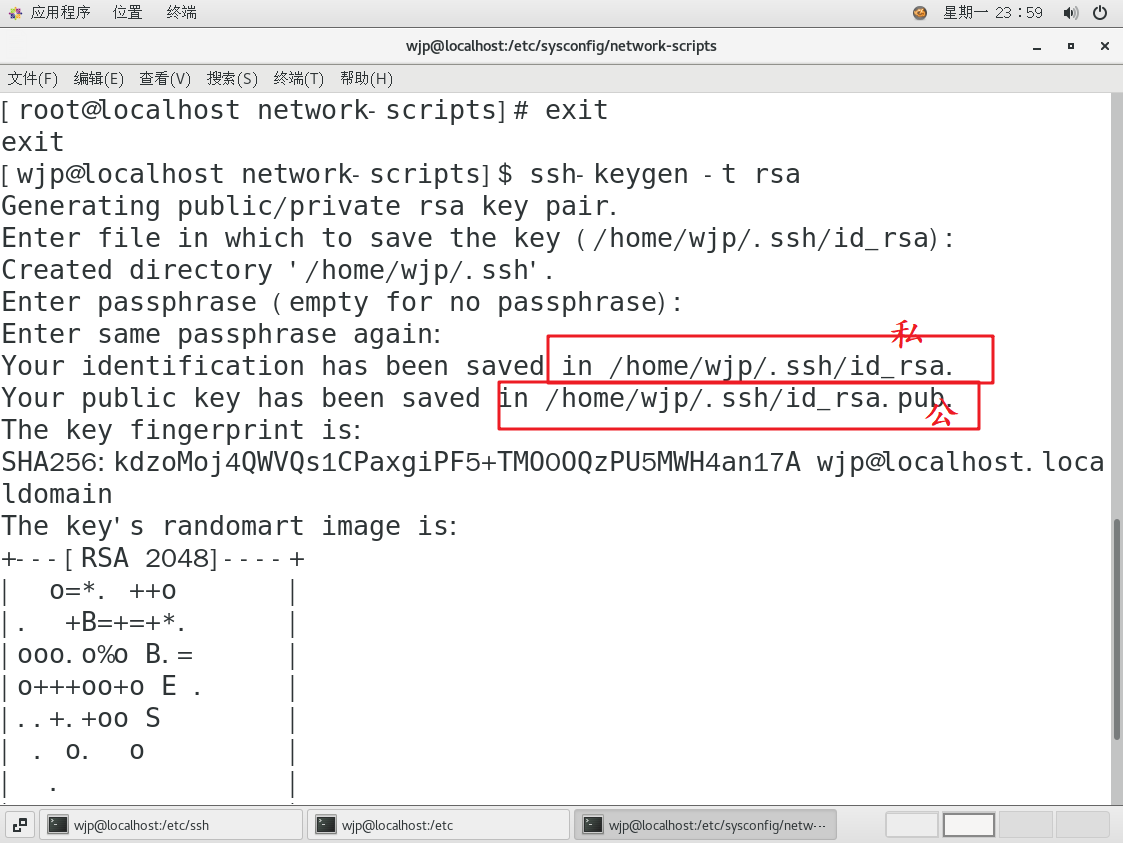 应用程序 位置 终端 星期一 23:59
wjp@localhost:/etc/sysconfig/network-scripts
文件(F) 编辑(E) 查看(V) 搜索(S) 终端(T) 帮助(H)
[root@localhost network-scripts]# exit
exit
[wjp@localhost network-scripts]$ ssh-keygen -t rsa
Generating public/private rsa key pair.
Enter file in which to save the key (/home/wjp/.ssh/id_rsa):
Created directory '/home/wjp/.ssh'.
Enter passphrase (empty for no passphrase):
Enter same passphrase again:
私
Your identification has been saved in /home/wjp/.ssh/id_rsa.
Your public key has been saved in /home/wjp/.ssh/id_rsa.pub.
公
The key fingerprint is:
SHA256:kdzoMoj4QWVQs1CPaxgiPF5+TMO0OQzPU5MWH4an17A wjp@localhost.loca
ldomain
The key's randomart image is:
+---[RSA 2048]----+
|   o=*. ++o       |
|.   +B=+=+*.      |
|ooo.o%o B.=      |
|o+++oo+o E .     |
|..+.+oo S        |
| . o.  o         |
|   .              |
wjp@localhost:/etc/ssh wjp@localhost:/etc wjp@localhost:/etc/sysconfig/netw···